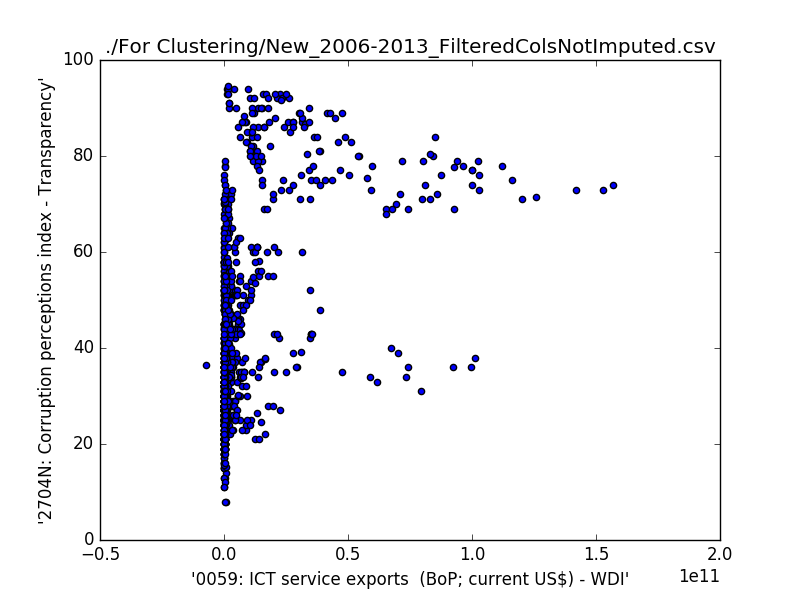 ./For Clustering/New_2006-2013_FilteredColsNotImputed.csv
100
80
60
40
20
0
'2704N: Corruption perceptions index - Transparency'
−0.5 0.0 0.5 1.0 1.5 2.0
1e11
'0059: ICT service exports  (BoP; current US$) - WDI'